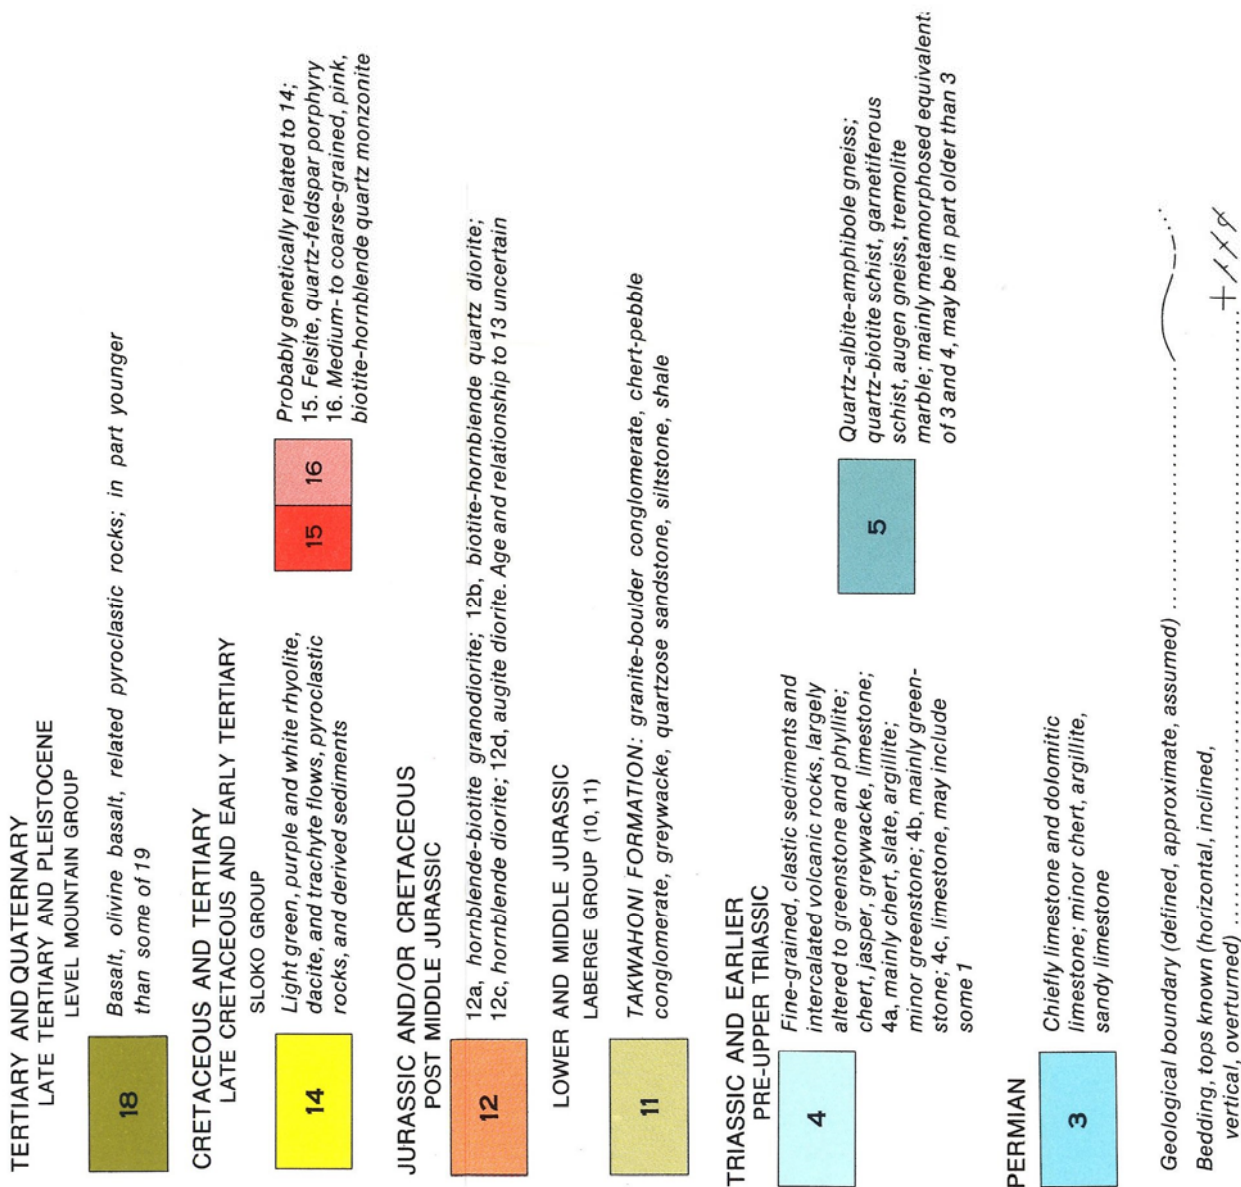 TERTIARY AND QUATERNARY
LATE TERTIARY AND PLEISTOCENE
LEVEL MOUNTAIN GROUP
18
Basalt, olivine basalt, related pyroclastic rocks; in part younger
than some of 19
CRETACEOUS AND TERTIARY
LATE CRETACEOUS AND EARLY TERTIARY
SLOKO GROUP
14
Light green, purple and white rhyolite,
dacite, and trachyte flows, pyroclastic
rocks, and derived sediments
15
16
Probably genetically related to 14;
15. Felsite, quartz-feldspar porphyry
16. Medium- to coarse-grained, pink,
biotite-hornblende quartz monzonite
JURASSIC AND/OR CRETACEOUS
POST MIDDLE JURASSIC
12
12a, hornblende-biotite granodiorite; 12b, biotite-hornblende quartz diorite;
12c, hornblende diorite; 12d, augite diorite. Age and relationship to 13 uncertain
LOWER AND MIDDLE JURASSIC
LABERGE GROUP (10, 11)
11
TAKWAHONI FORMATION: granite-boulder conglomerate, chert-pebble
conglomerate, greywacke, quartzose sandstone, siltstone, shale
TRIASSIC AND EARLIER
PRE-UPPER TRIASSIC
4
Fine-grained, clastic sediments and
intercalated volcanic rocks, largely
altered to greenstone and phyllite;
chert, jasper, greywacke, limestone;
4a, mainly chert, slate, argillite;
minor greenstone; 4b, mainly green-
stone; 4c, limestone, may include
some 1
5
Quartz-albite-amphibole gneiss;
quartz-biotite schist, garnetiferous
schist, augen gneiss, tremolite
marble; mainly metamorphosed equivalent
of 3 and 4, may be in part older than 3
PERMIAN
3
Chiefly limestone and dolomitic
limestone; minor chert, argillite,
sandy limestone
Geological boundary (defined, approximate, assumed)
Bedding, tops known (horizontal, inclined,
vertical, overturned)